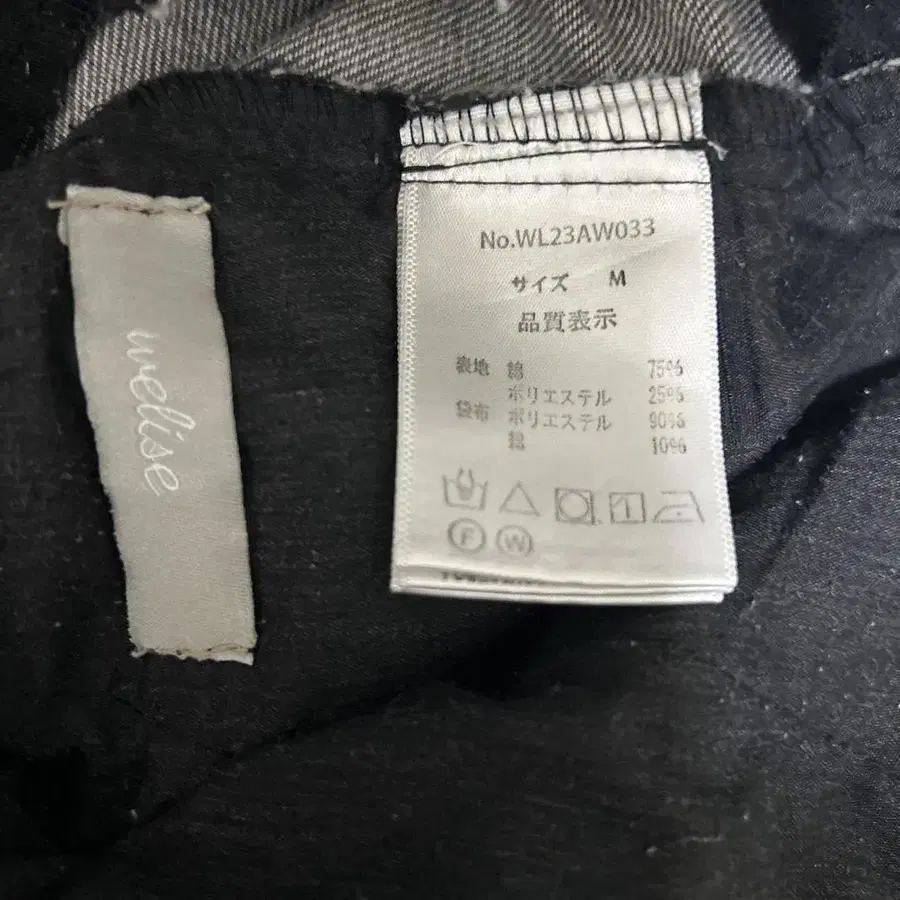 welise
No.WL23AW033
サイズ M
品質表示
表地 綿 75%
ポリエステル 25%
袋布 ポリエステル 90%
綿 10%
F W